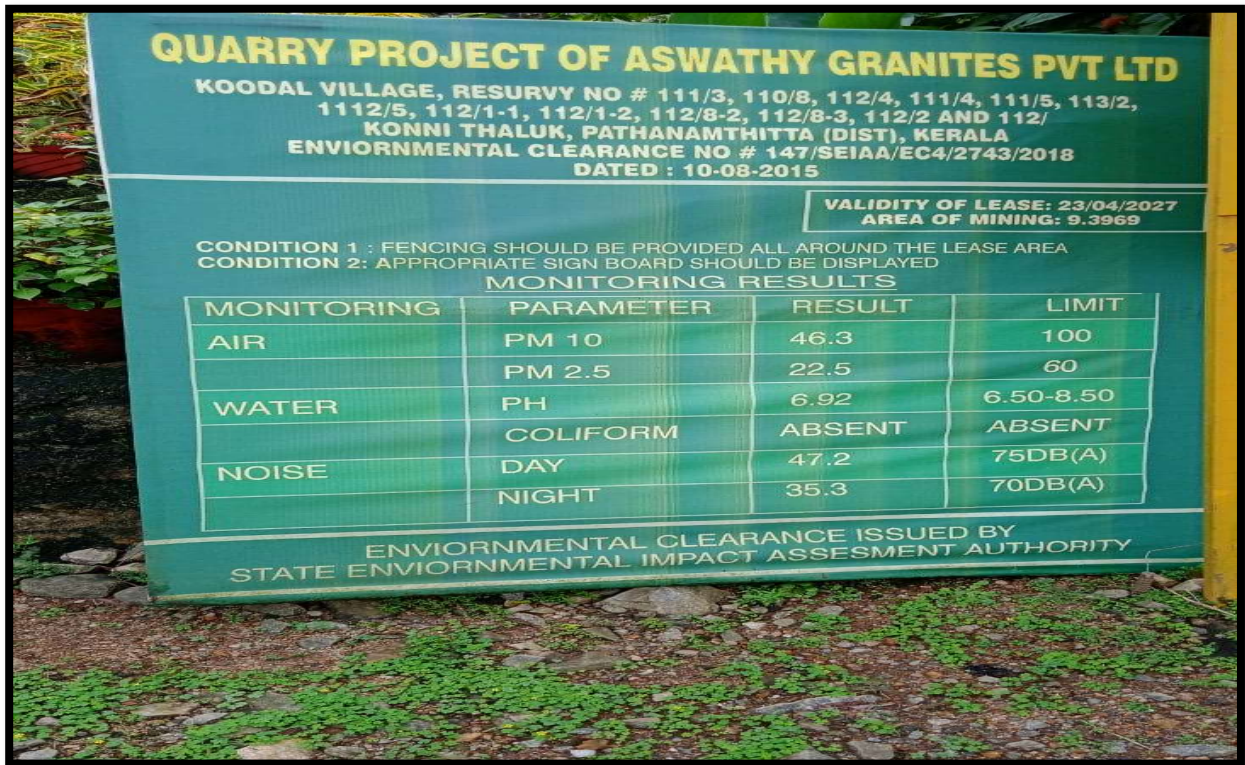 QUARRY PROJECT OF ASWATHY GRANITES PVT LTD
KOODAL VILLAGE, RESURVY NO # 111/3, 110/8, 112/4, 111/4, 111/5, 113/2,
1112/5, 112/1-1, 112/1-2, 112/8-2, 112/8-3, 112/2 AND 112/
KONNI THALUK, PATHANAMTHITTA (DIST), KERALA
ENVIORNMENTAL CLEARANCE NO # 147/SEIAA/EC4/2743/2018
DATED : 10-08-2015
VALIDITY OF LEASE: 23/04/2027
AREA OF MINING: 9.3969
CONDITION 1 : FENCING SHOULD BE PROVIDED ALL AROUND THE LEASE AREA
CONDITION 2: APPROPRIATE SIGN BOARD SHOULD BE DISPLAYED
MONITORING RESULTS
MONITORING PARAMETER RESULT LIMIT
AIR PM 10 46.3 100
PM 2.5 22.5 60
WATER PH 6.92 6.50-8.50
COLIFORM ABSENT ABSENT
NOISE DAY 47.2 75DB(A)
NIGHT 35.3 70DB(A)
ENVIORNMENTAL CLEARANCE ISSUED BY
STATE ENVIORNMENTAL IMPACT ASSESMENT AUTHORITY